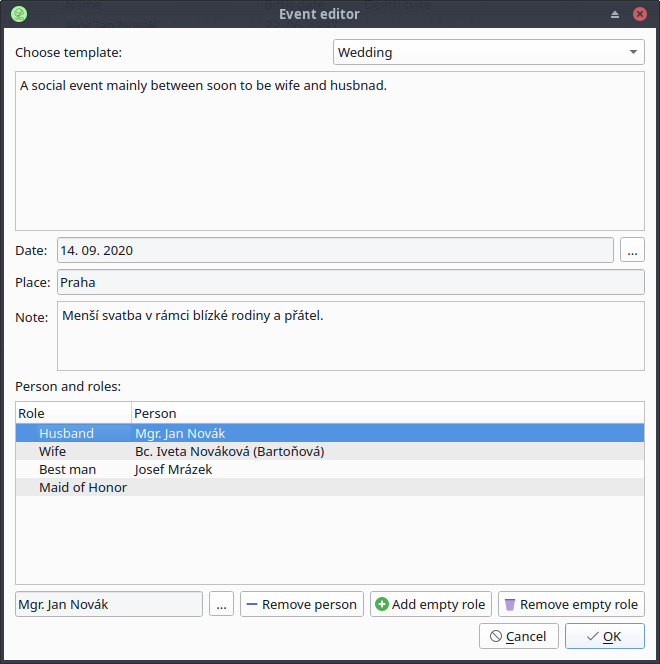 Event editor
Choose template:
Wedding
A social event mainly between soon to be wife and husbnad.
Date:
14. 09. 2020
...
Place:
Praha
Note:
Menší svatba v rámci blízké rodiny a přátel.
Person and roles:
Role Person
Husband Mgr. Jan Novák
Wife Bc. Iveta Nováková (Bartoňová)
Best man Josef Mrázek
Maid of Honor
Mgr. Jan Novák
...
Remove person
Add empty role
Remove empty role
Cancel
OK